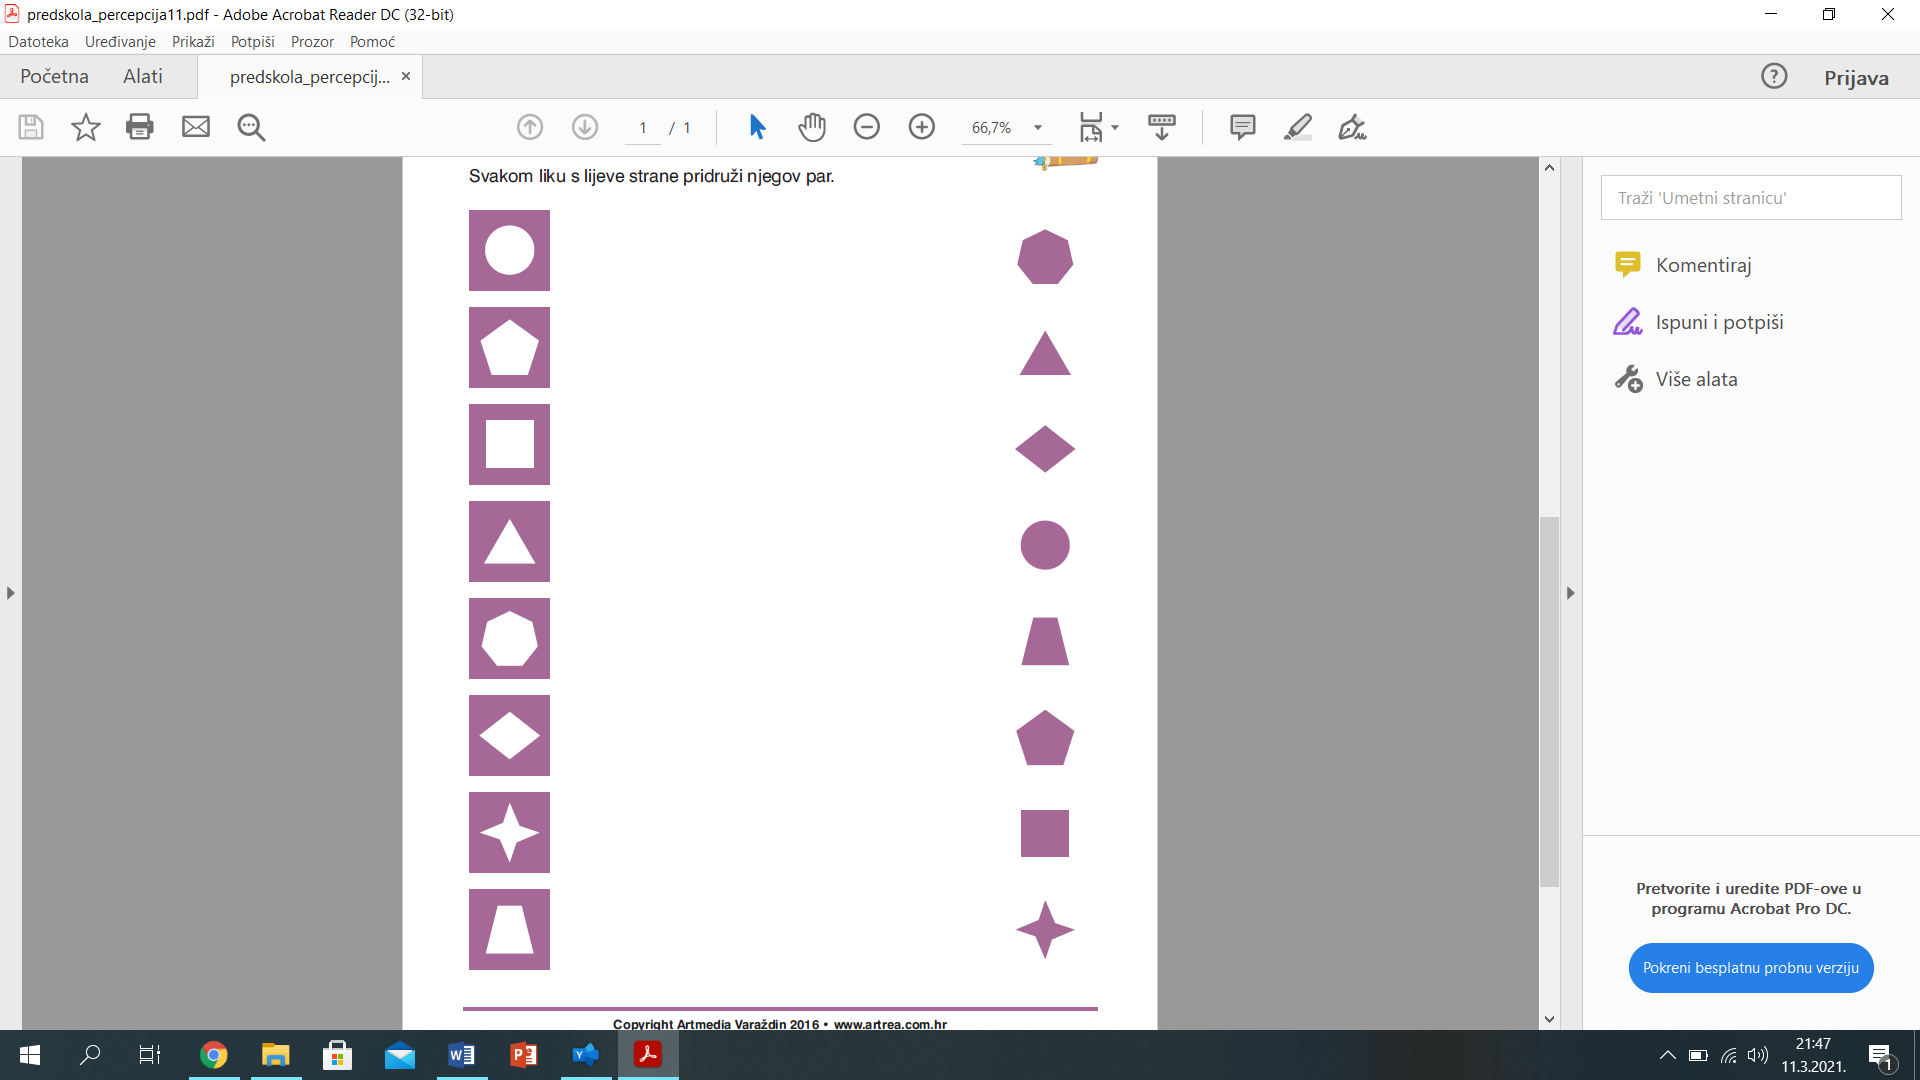 predskola_percepcija11.pdf - Adobe Acrobat Reader DC (32-bit)
Datoteka Uređivanje Prikaži Potpiši Prozor Pomoć
Početna Alati predskola_percepcij... × ? Prijava
1 / 1 66,7%
Svakom liku s lijeve strane pridruži njegov par.
Traži 'Umetni stranicu'
Komentiraj
Ispuni i potpiši
Više alata
Pretvorite i uredite PDF-ove u
programu Acrobat Pro DC.
Pokreni besplatnu probnu verziju
Copyright Artmedia Varaždin 2016 • www.artrea.com.hr
21:47
11.3.2021.
1